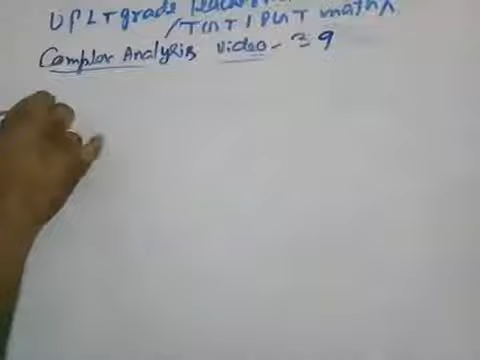 UP LT grade
/TGT/PGT maths
Complex Analysis Video - 39